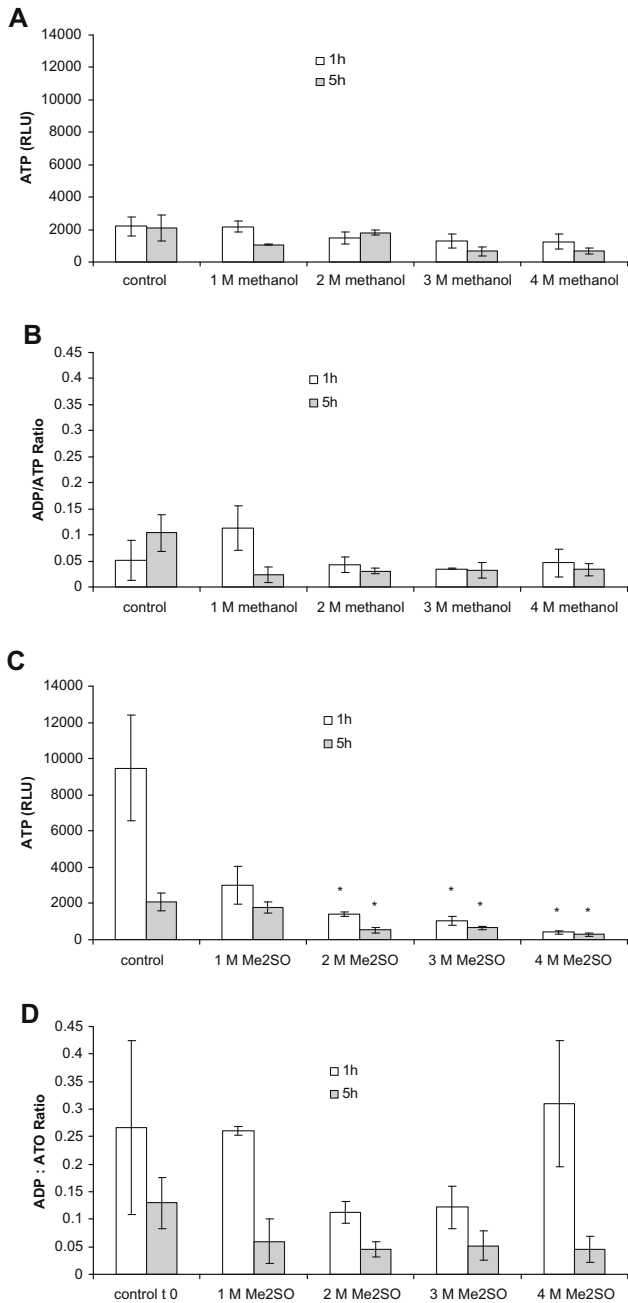 A
14000
12000
10000
8000
6000
4000
2000
0
ATP (RLU)
1h
5h
control 1 M methanol 2 M methanol 3 M methanol 4 M methanol
B
0.45
0.4
0.35
0.3
0.25
0.2
0.15
0.1
0.05
0
ADP/ATP Ratio
1h
5h
control 1 M methanol 2 M methanol 3 M methanol 4 M methanol
C
14000
12000
10000
8000
6000
4000
2000
0
ATP (RLU)
1h
5h
* * * * * *
control 1 M Me2SO 2 M Me2SO 3 M Me2SO 4 M Me2SO
D
0.45
0.4
0.35
0.3
0.25
0.2
0.15
0.1
0.05
0
ADP : ATO Ratio
1h
5h
control t 0 1 M Me2SO 2 M Me2SO 3 M Me2SO 4 M Me2SO